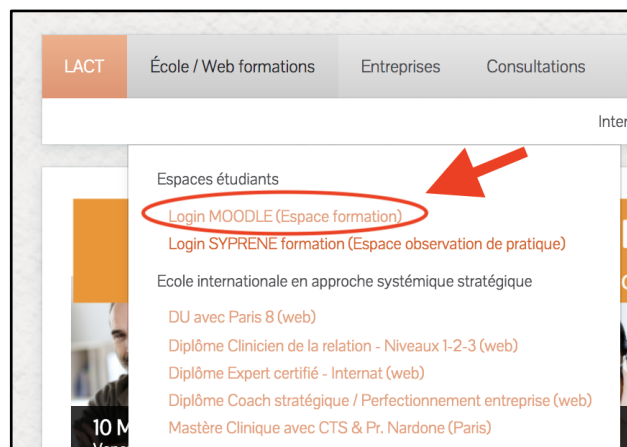 LACT École / Web formations Entreprises Consultations
Espaces étudiants
Login MOODLE (Espace formation)
Login SYPRENE formation (Espace observation de pratique)
Ecole internationale en approche systémique stratégique
DU avec Paris 8 (web)
Diplôme Clinicien de la relation - Niveaux 1-2-3 (web)
Diplôme Expert certifié - Internat (web)
Diplôme Coach stratégique / Perfectionnement entreprise (web)
Mastère Clinique avec CTS & Pr. Nardone (Paris)
10 M